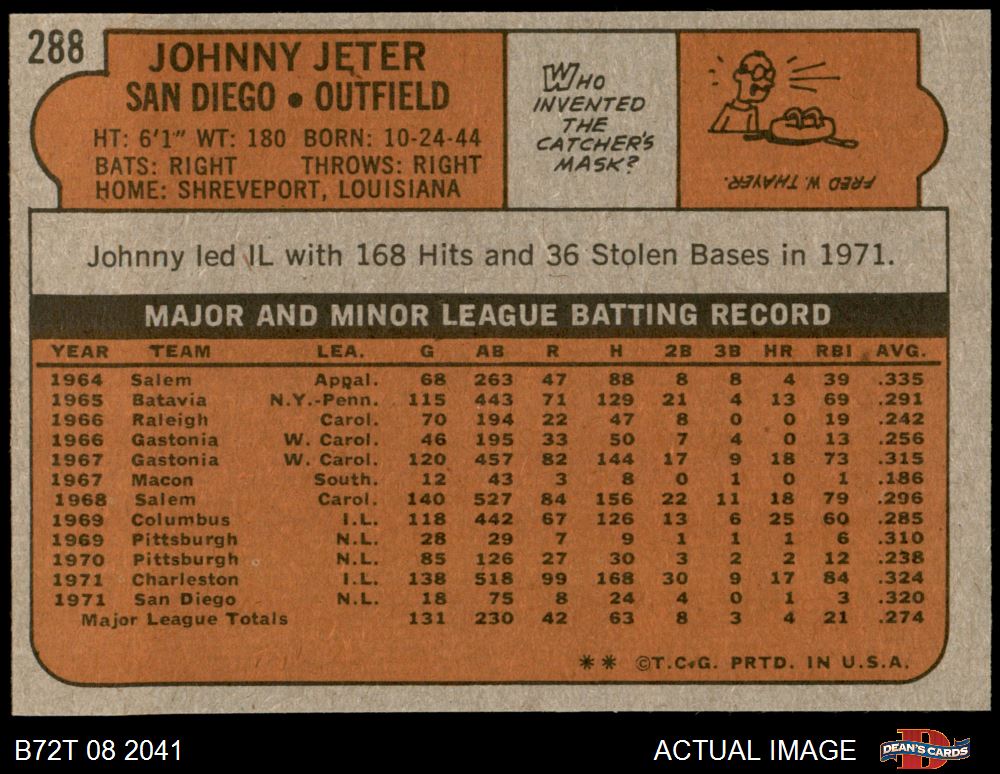 288
JOHNNY JETER
SAN DIEGO • OUTFIELD
HT: 6'1" WT: 180 BORN: 10-24-44
BATS: RIGHT THROWS: RIGHT
HOME: SHREVEPORT, LOUISIANA
WHO
INVENTED
THE
CATCHER'S
MASK?
FRED W. THAYER.
Johnny led IL with 168 Hits and 36 Stolen Bases in 1971.
MAJOR AND MINOR LEAGUE BATTING RECORD
YEAR TEAM LEA. G AB R H 2B 3B HR RBI AVG.
1964 Salem Appal. 68 263 47 88 8 8 4 39 .335
1965 Batavia N.Y.-Penn. 115 443 71 129 21 4 13 69 .291
1966 Raleigh Carol. 70 194 22 47 8 0 0 19 .242
1966 Gastonia W. Carol. 46 195 33 50 7 4 0 13 .256
1967 Gastonia W. Carol. 120 457 82 144 17 9 18 73 .315
1967 Macon South. 12 43 3 8 0 1 0 1 .186
1968 Salem Carol. 140 527 84 156 22 11 18 79 .296
1969 Columbus I.L. 118 442 67 126 13 6 25 60 .285
1969 Pittsburgh N.L. 28 29 7 9 1 1 1 6 .310
1970 Pittsburgh N.L. 85 126 27 30 3 2 2 12 .238
1971 Charleston I.L. 138 518 99 168 30 9 17 84 .324
1971 San Diego N.L. 18 75 8 24 4 0 1 3 .320
Major League Totals 131 230 42 63 8 3 4 21 .274
** ©T.C.G. PRTD. IN U.S.A.
B72T 08 2041 ACTUAL IMAGE DEAN'S CARDS